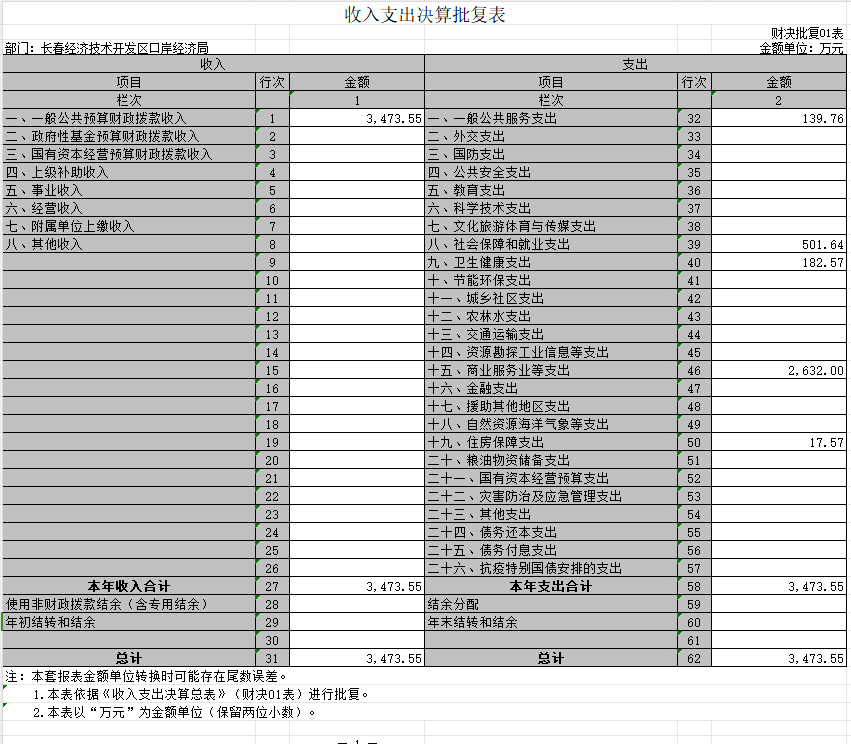 收入支出决算批复表
财决批复01表
部门：长春经济技术开发区口岸经济局 金额单位：万元
收入 支出
项目 行次 金额 项目 行次 金额
栏次 1 栏次 2
一、一般公共预算财政拨款收入 1 3,473.55 一、一般公共服务支出 32 139.76
二、政府性基金预算财政拨款收入 2 二、外交支出 33
三、国有资本经营预算财政拨款收入 3 三、国防支出 34
四、上级补助收入 4 四、公共安全支出 35
五、事业收入 5 五、教育支出 36
六、经营收入 6 六、科学技术支出 37
七、附属单位上缴收入 7 七、文化旅游体育与传媒支出 38
八、其他收入 8 八、社会保障和就业支出 39 501.64
9 九、卫生健康支出 40 182.57
10 十、节能环保支出 41
11 十一、城乡社区支出 42
12 十二、农林水支出 43
13 十三、交通运输支出 44
14 十四、资源勘探工业信息等支出 45
15 十五、商业服务业等支出 46 2,632.00
16 十六、金融支出 47
17 十七、援助其他地区支出 48
18 十八、自然资源海洋气象等支出 49
19 十九、住房保障支出 50 17.57
20 二十、粮油物资储备支出 51
21 二十一、国有资本经营预算支出 52
22 二十二、灾害防治及应急管理支出 53
23 二十三、其他支出 54
24 二十四、债务还本支出 55
25 二十五、债务付息支出 56
26 二十六、抗疫特别国债安排的支出 57
本年收入合计 27 3,473.55 本年支出合计 58 3,473.55
使用非财政拨款结余（含专用结余） 28 结余分配 59
年初结转和结余 29 年末结转和结余 60
30 61
总计 31 3,473.55 总计 62 3,473.55
注：本套报表金额单位转换时可能存在尾数误差。
1.本表依据《收入支出决算总表》（财决01表）进行批复。
2.本表以“万元”为金额单位（保留两位小数）。
— 1 —